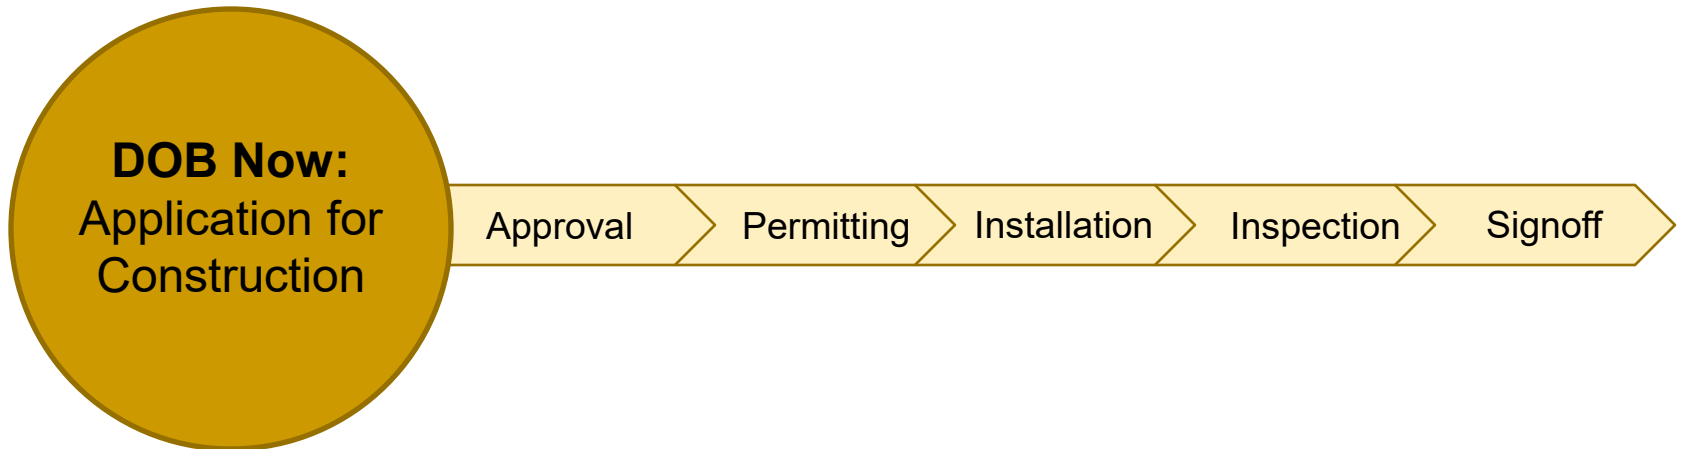 DOB Now:
Application for
Construction
Approval
Permitting
Installation
Inspection
Signoff